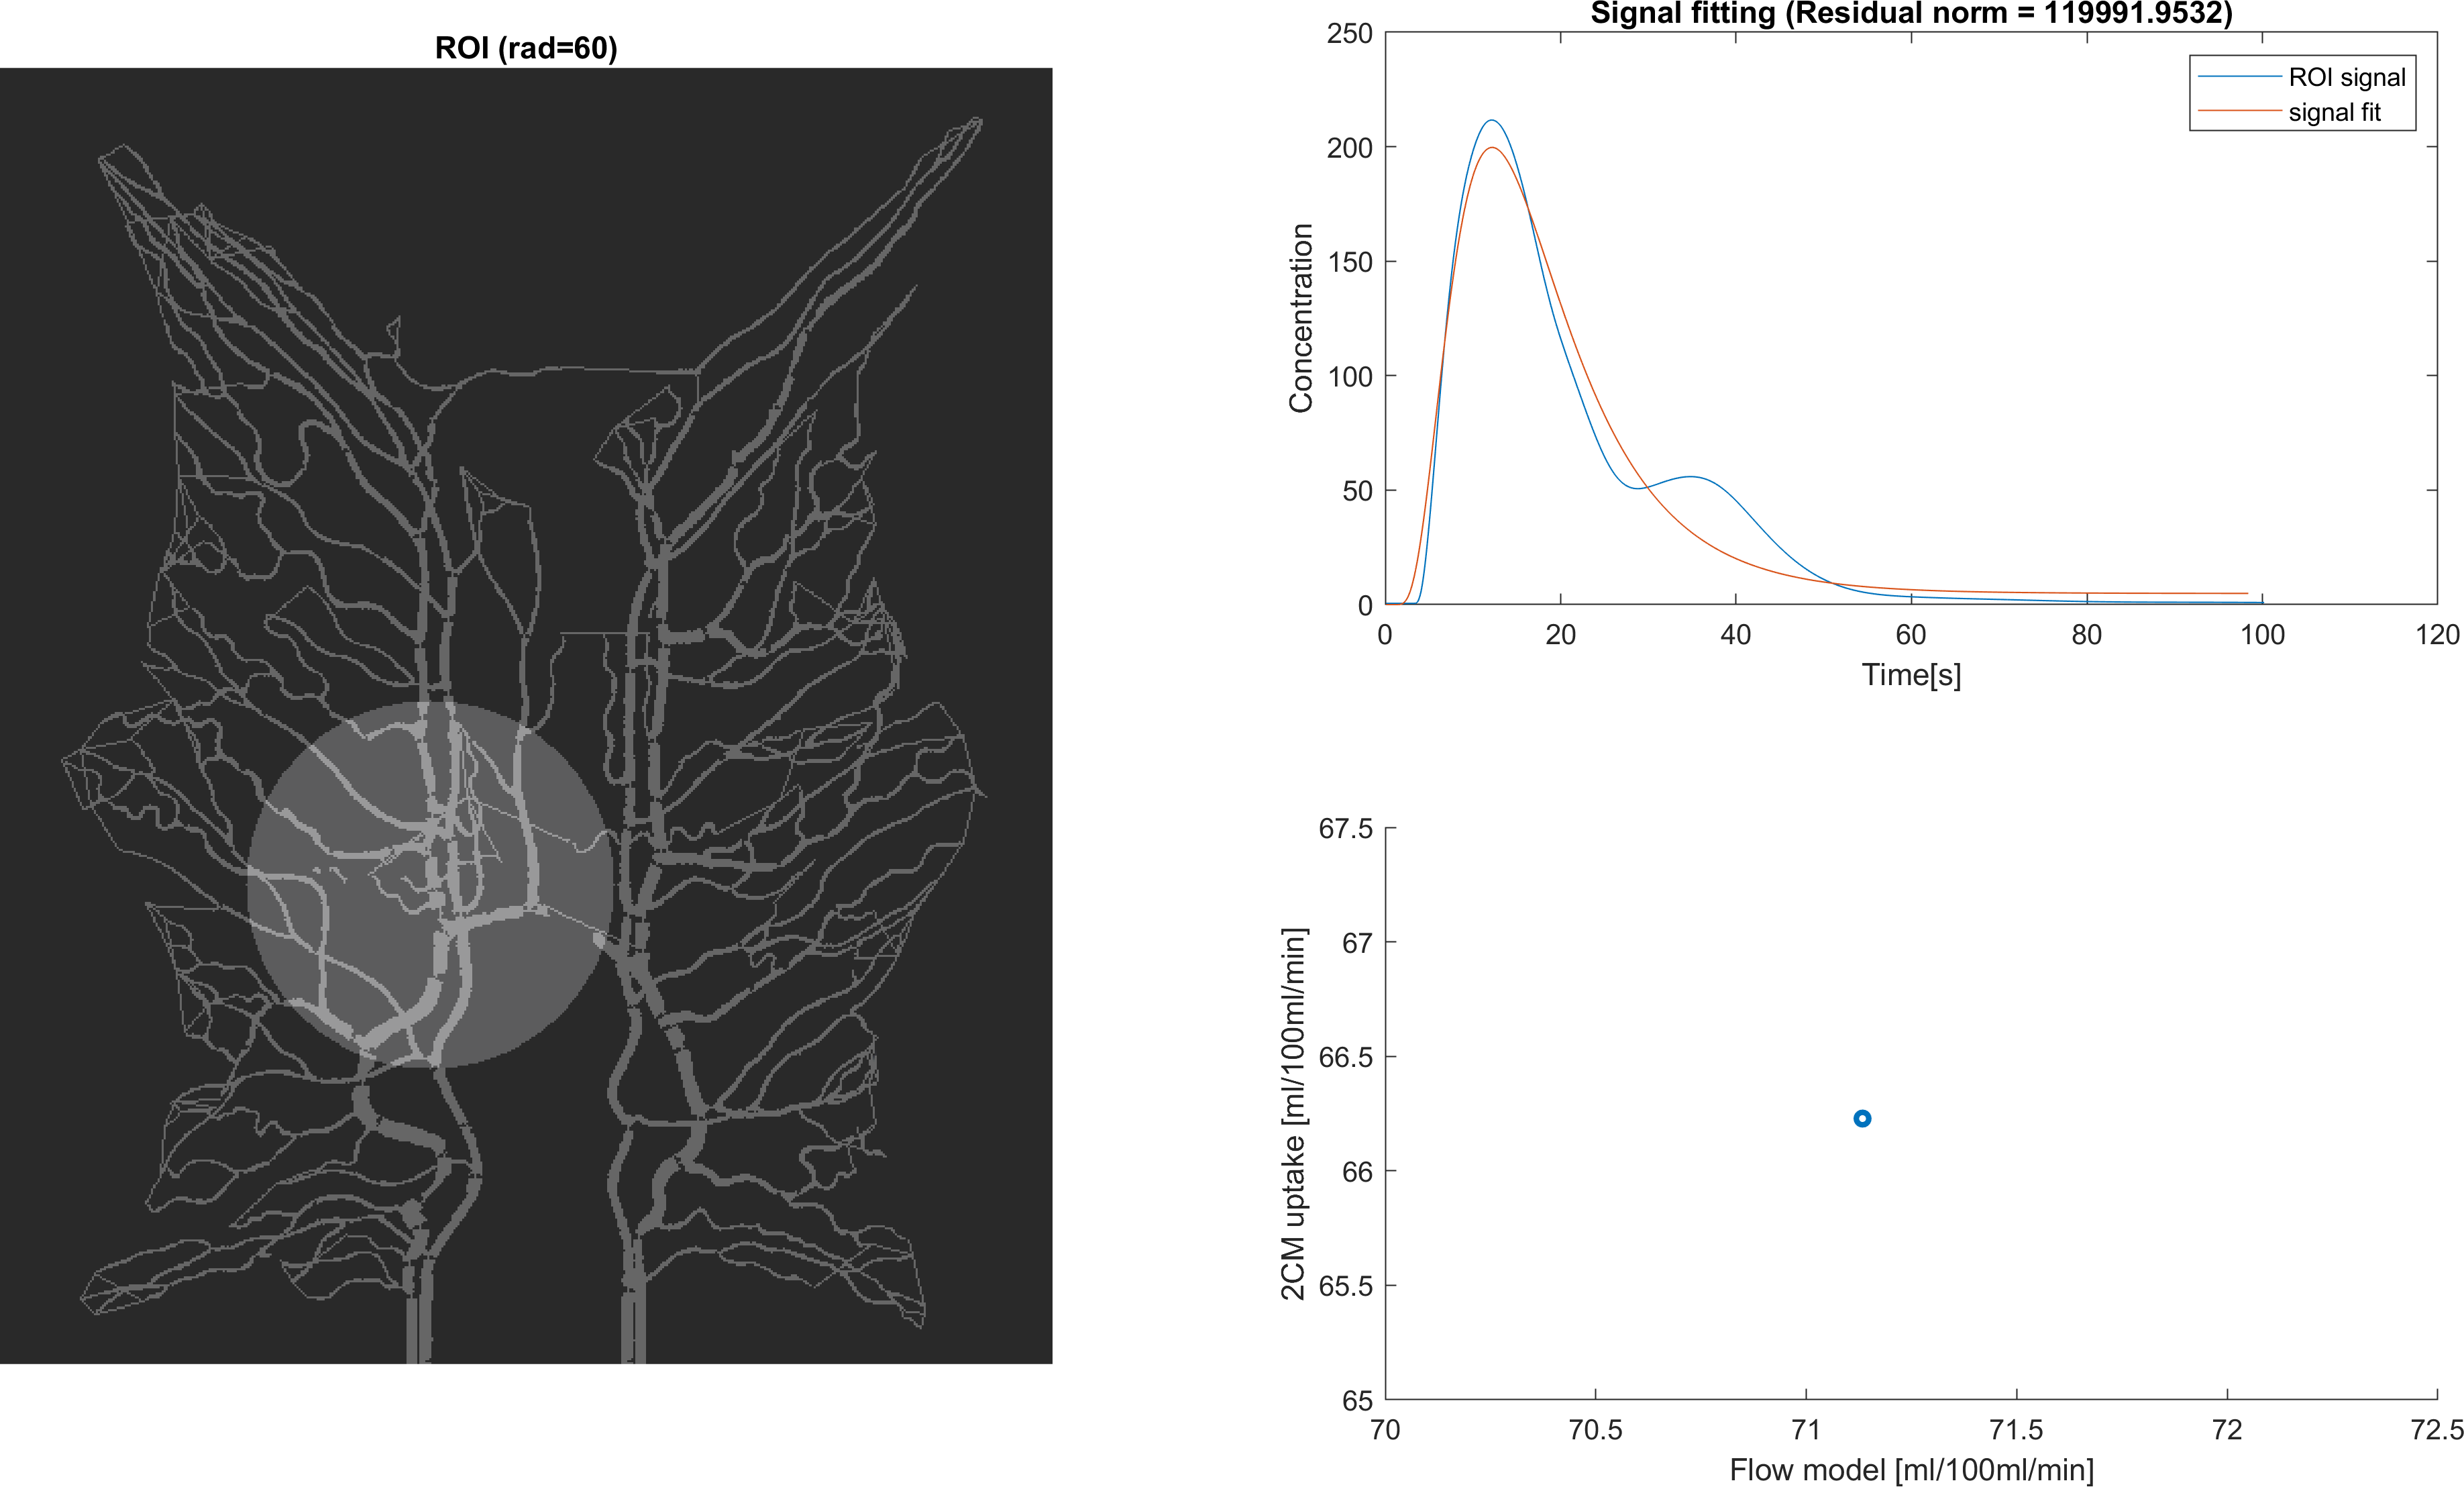 ROI (rad=60)
Signal fitting (Residual norm = 119991.9532)
250
200
150
100
50
0
Concentration
ROI signal
signal fit
0 20 40 60 80 100 120
Time[s]
67.5
67
66.5
66
65.5
65
2CM uptake [ml/100ml/min]
70 70.5 71 71.5 72 72.5
Flow model [ml/100ml/min]